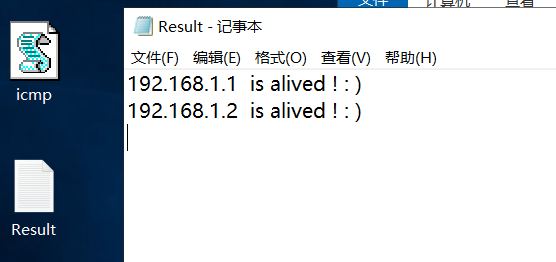 文件 计算机 查看
Result - 记事本
文件(F) 编辑(E) 格式(O) 查看(V) 帮助(H)
192.168.1.1  is alived ! : )
192.168.1.2  is alived ! : )
icmp
Result